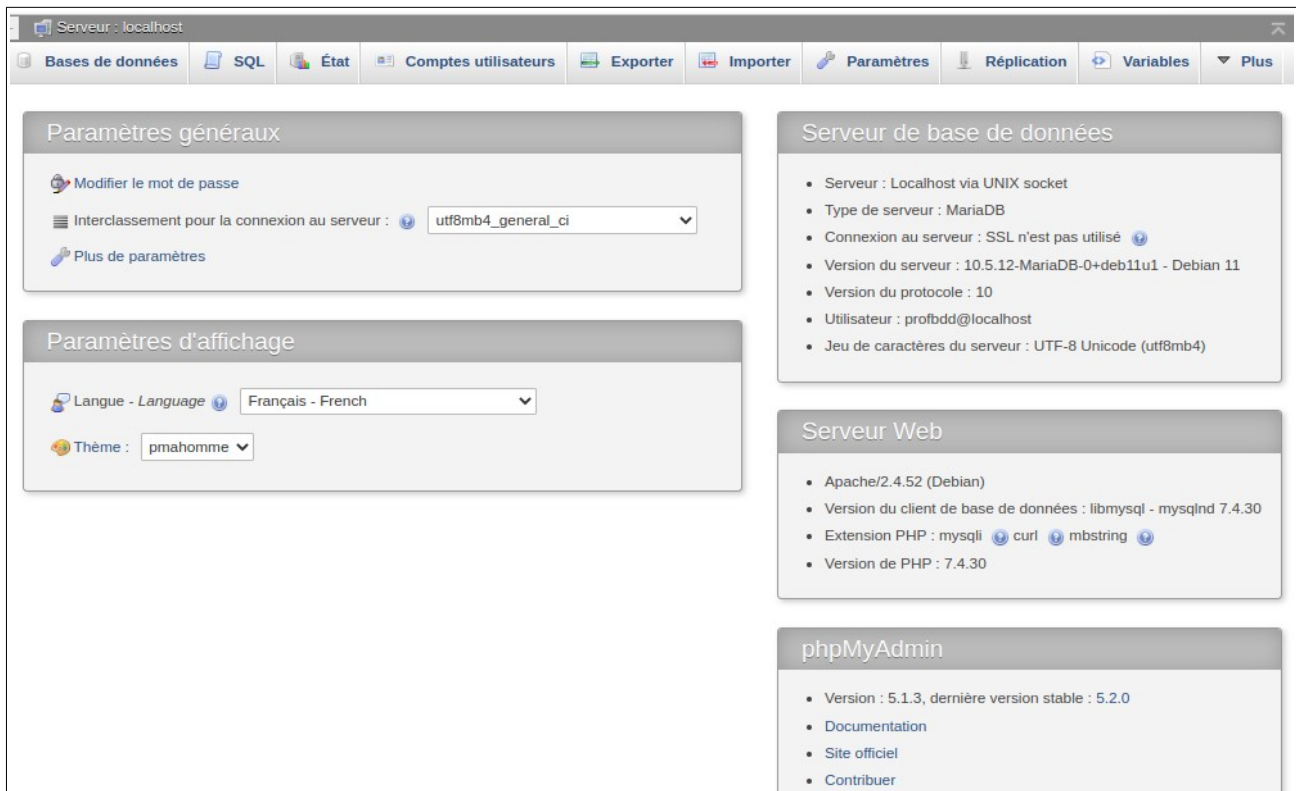 Serveur : localhost
Bases de données SQL État Comptes utilisateurs Exporter Importer Paramètres Réplication Variables Plus
Paramètres généraux
Modifier le mot de passe
Interclassement pour la connexion au serveur : utf8mb4_general_ci
Plus de paramètres
Paramètres d'affichage
Langue - Language Français - French
Thème : pmahomme
Serveur de base de données
Serveur : Localhost via UNIX socket
Type de serveur : MariaDB
Connexion au serveur : SSL n'est pas utilisé
Version du serveur : 10.5.12-MariaDB-0+deb11u1 - Debian 11
Version du protocole : 10
Utilisateur : profbdd@localhost
Jeu de caractères du serveur : UTF-8 Unicode (utf8mb4)
Serveur Web
Apache/2.4.52 (Debian)
Version du client de base de données : libmysql - mysqlnd 7.4.30
Extension PHP : mysqli curl mbstring
Version de PHP : 7.4.30
phpMyAdmin
Version : 5.1.3, dernière version stable : 5.2.0
Documentation
Site officiel
Contribuer